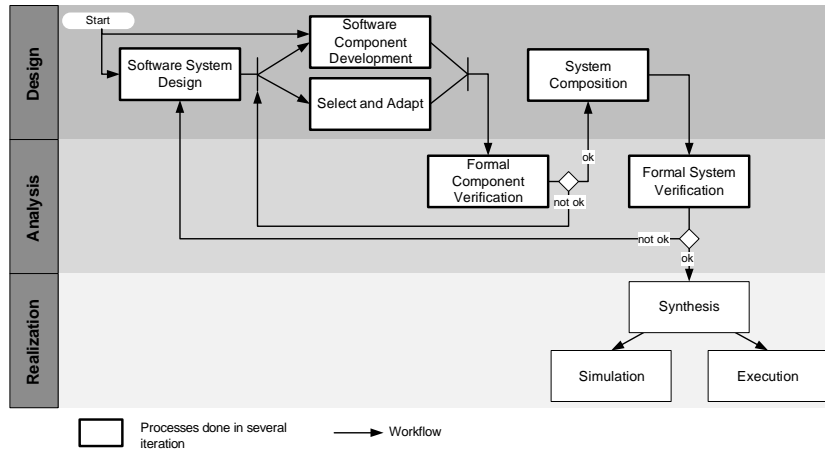 Start
Design
Software System
Design
Software
Component
Development
Select and Adapt
System
Composition
Analysis
Formal
Component
Verification
ok
not ok
Formal System
Verification
not ok
ok
Realization
Synthesis
Simulation
Execution
Processes done in several
iteration
Workflow